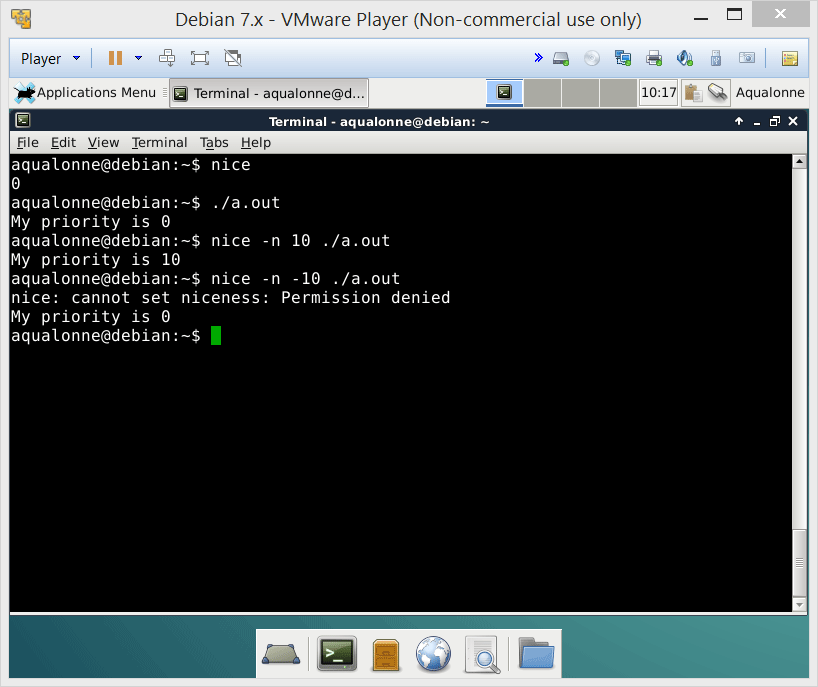 Debian 7.x - VMware Player (Non-commercial use only)
Player
Applications Menu
Terminal - aqualonne@d...
10:17
Aqualonne
Terminal - aqualonne@debian: ~
File Edit View Terminal Tabs Help
aqualonne@debian:~$ nice
0
aqualonne@debian:~$ ./a.out
My priority is 0
aqualonne@debian:~$ nice -n 10 ./a.out
My priority is 10
aqualonne@debian:~$ nice -n -10 ./a.out
nice: cannot set niceness: Permission denied
My priority is 0
aqualonne@debian:~$